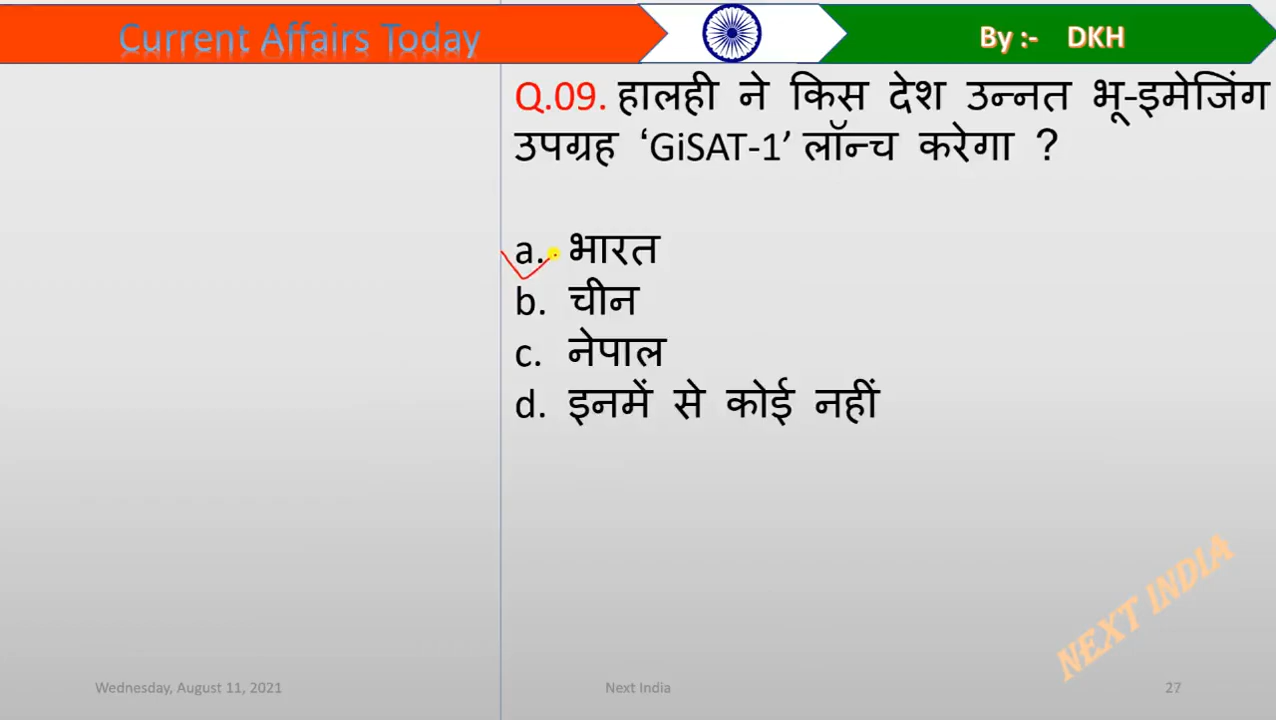 Current Affairs Today
By :- DKH
Q.09. हालही ने किस देश उन्नत भू-इमेजिंग
उपग्रह ‘GiSAT-1’ लॉन्च करेगा ?
a. भारत
b. चीन
c. नेपाल
d. इनमें से कोई नहीं
NEXT INDIA
Wednesday, August 11, 2021
Next India
27